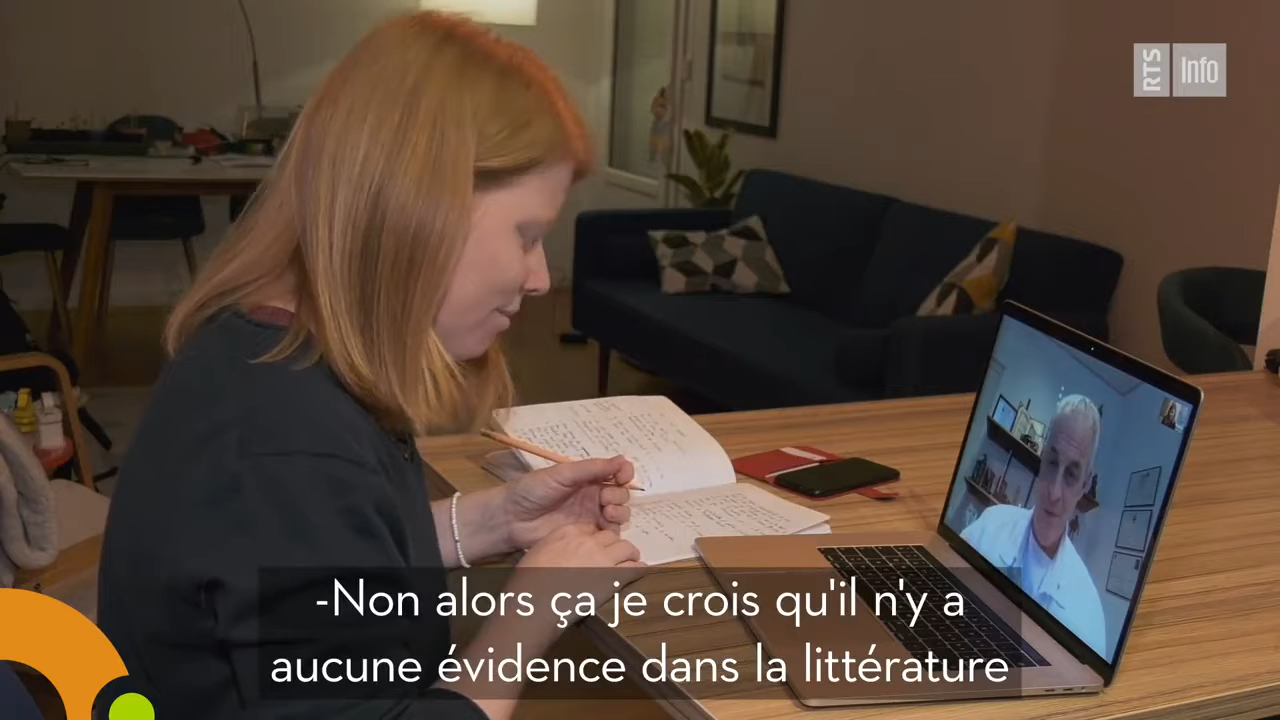 RTS Info
-Non alors ça je crois qu'il n'y a
aucune évidence dans la littérature